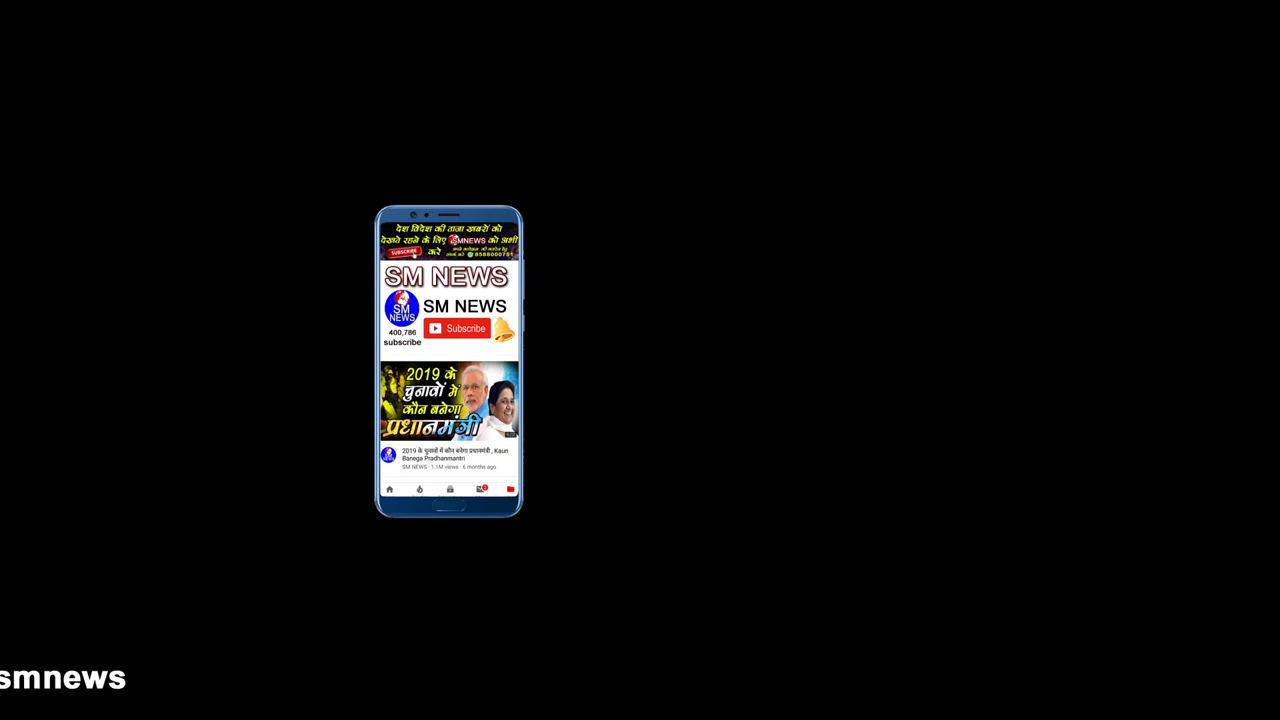 देश विदेश की ताजा खबरों को
देखते रहने के लिए SMNEWS को अभी
SUBSCRIBE करे
8588000751
SM NEWS
SM NEWS
SM NEWS
Subscribe
400,786
subscribe
2019 के
चुनावों में
कौन बनेगा
प्रधानमंत्री
2019 के चुनावों में कौन बनेगा प्रधानमंत्री , Kaun
Banega Pradhanmantri
SM NEWS · 1.1M views · 6 months ago
smnews